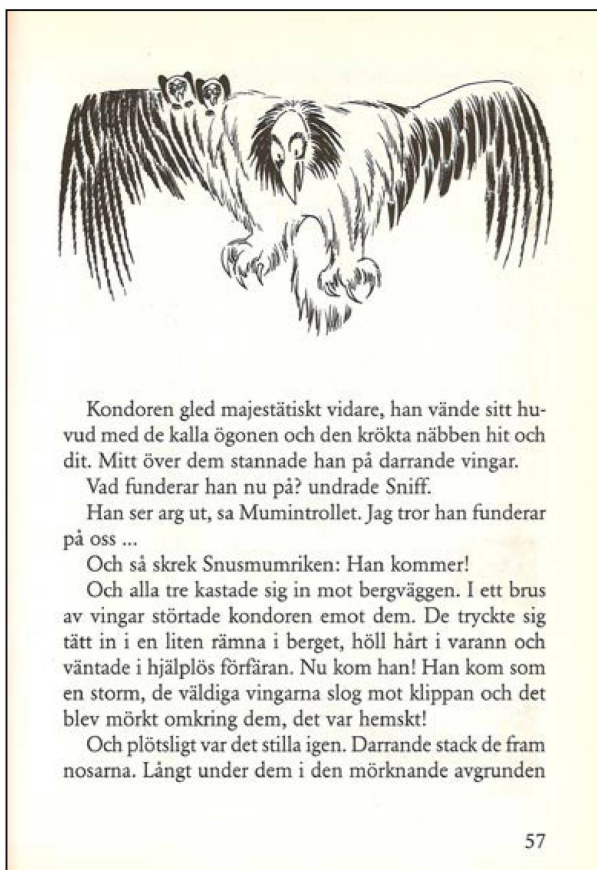 Kondoren gled majestätiskt vidare, han vände sitt hu-
vud med de kalla ögonen och den krökta näbben hit och
dit. Mitt över dem stannade han på darrande vingar.
Vad funderar han nu på? undrade Sniff.
Han ser arg ut, sa Mumintrollet. Jag tror han funderar
på oss ...
Och så skrek Snusmumriken: Han kommer!
Och alla tre kastade sig in mot bergväggen. I ett brus
av vingar störtade kondoren emot dem. De tryckte sig
tätt in i en liten rämna i berget, höll hårt i varann och
väntade i hjälplös förfäran. Nu kom han! Han kom som
en storm, de väldiga vingarna slog mot klippan och det
blev mörkt omkring dem, det var hemskt!
Och plötsligt var det stilla igen. Darrande stack de fram
nosarna. Långt under dem i den mörknande avgrunden
57